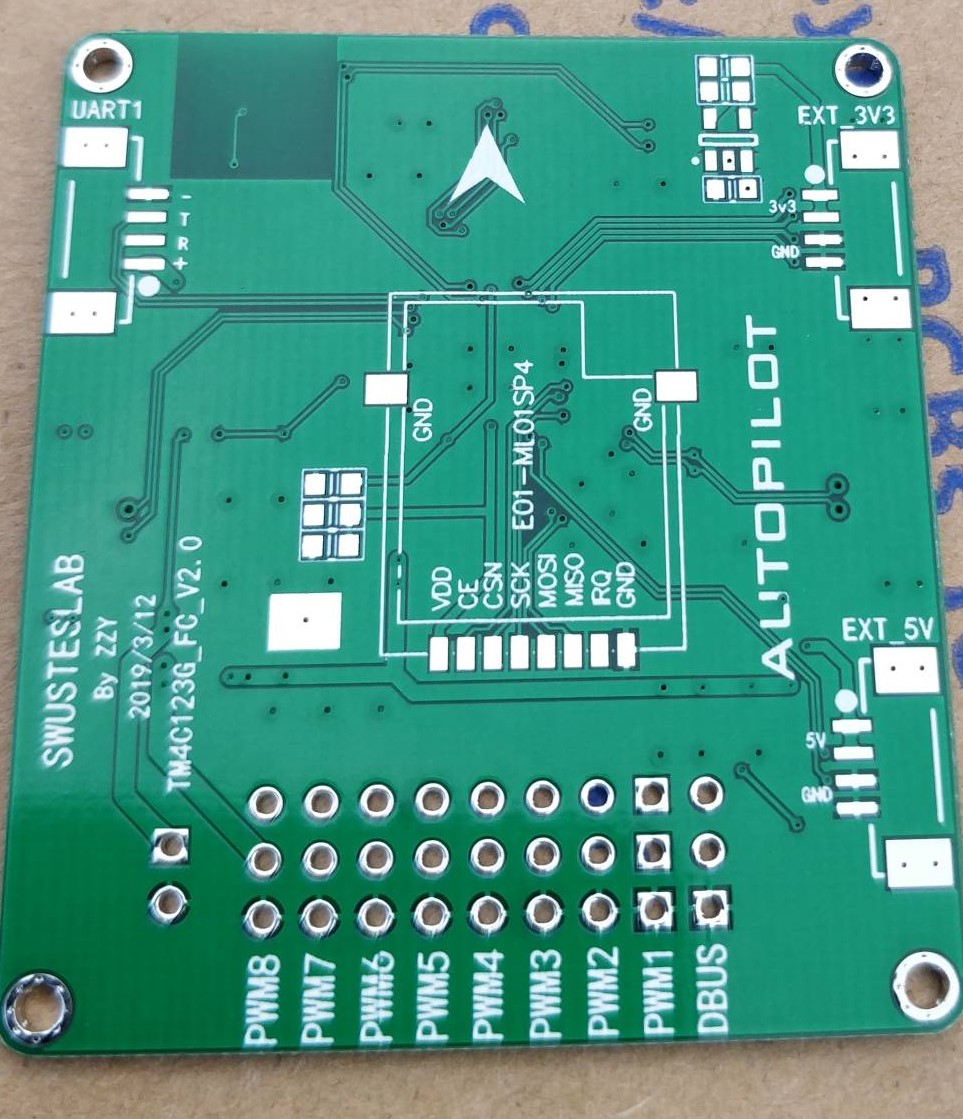 UART1
EXT_3V3
-
T
R
+
3V3
GND
GND
GND
E01-ML01SP4
AUTOPILOT
VDD
CE
CSN
SCK
MOSI
MISO
IRQ
GND
EXT_5V
5V
GND
SWUSTESLAB
By ZZY
2019/3/12
TM4C123G_FC_V2.0
PWM8
PWM7
PWM6
PWM5
PWM4
PWM3
PWM2
PWM1
DBUS